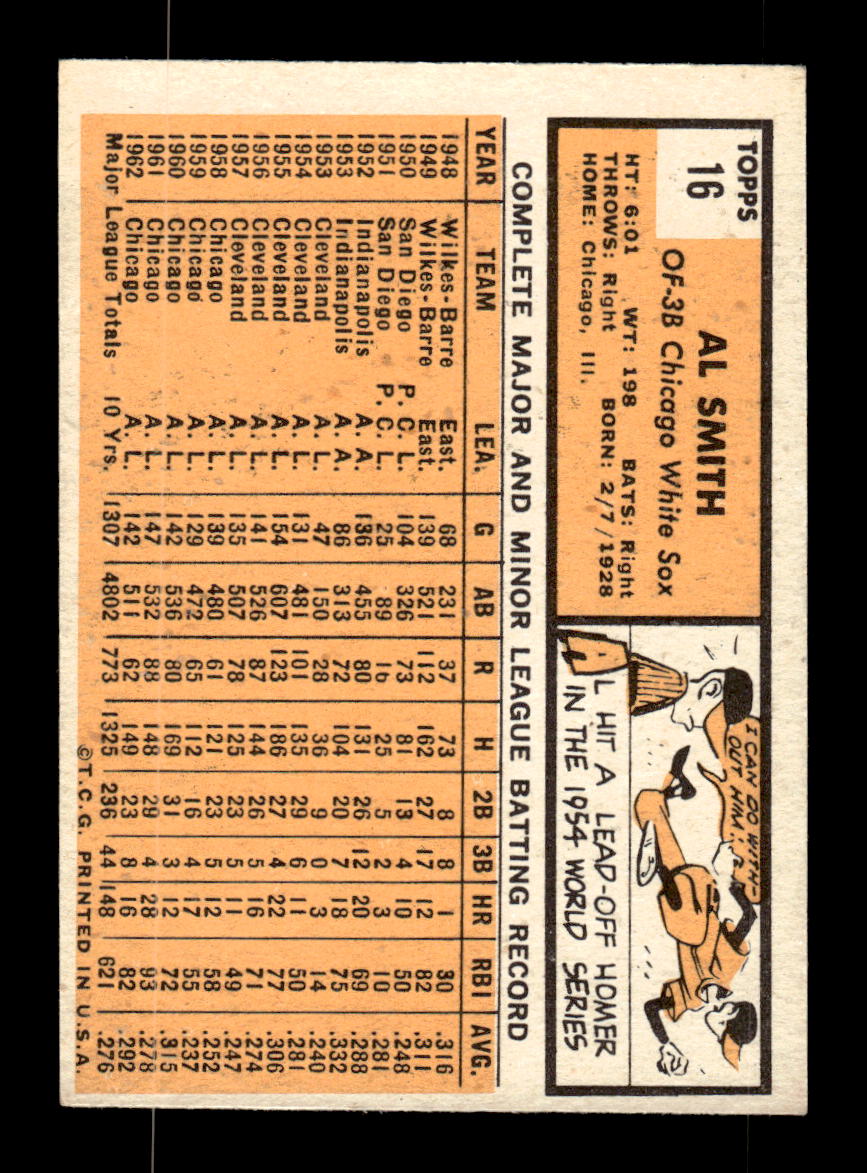 TOPPS
16
AL SMITH
OF-3B Chicago White Sox
HT: 6:01 WT: 198 BATS: Right
THROWS: Right BORN: 2/7/1928
HOME: Chicago, Ill.
I CAN DO WITH-
OUT HIM!
L HIT A LEAD-OFF HOMER
IN THE 1954 WORLD SERIES
COMPLETE MAJOR AND MINOR LEAGUE BATTING RECORD
YEAR TEAM LEA. G AB R H 2B 3B HR RBI AVG.
1948 Wilkes-Barre East. 68 231 37 73 8 8 1 30 .316
1949 Wilkes-Barre East. 139 521 112 162 27 17 12 82 .311
1950 San Diego P. C. L. 104 326 73 81 13 4 10 50 .248
1951 San Diego P. C. L. 25 89 16 25 5 2 3 10 .281
1952 Indianapolis A. A. 136 455 80 131 26 12 20 69 .288
1953 Indianapolis A. A. 86 313 72 104 20 7 18 75 .332
1953 Cleveland A. L. 47 150 28 36 9 0 3 14 .240
1954 Cleveland A. L. 131 481 101 135 29 6 11 50 .281
1955 Cleveland A. L. 154 607 123 186 27 4 22 77 .306
1956 Cleveland A. L. 141 526 87 144 26 5 16 71 .274
1957 Cleveland A. L. 135 507 78 125 23 5 11 49 .247
1958 Chicago A. L. 139 480 61 121 23 5 12 58 .252
1959 Chicago A. L. 129 472 65 112 16 4 17 55 .237
1960 Chicago A. L. 142 536 80 169 31 3 12 72 .315
1961 Chicago A. L. 147 532 88 148 29 4 28 93 .278
1962 Chicago A. L. 142 511 62 149 23 8 16 82 .292
Major League Totals 10 Yrs. 1307 4802 773 1325 236 44 148 621 .276
©T.C.G. PRINTED IN U.S.A.